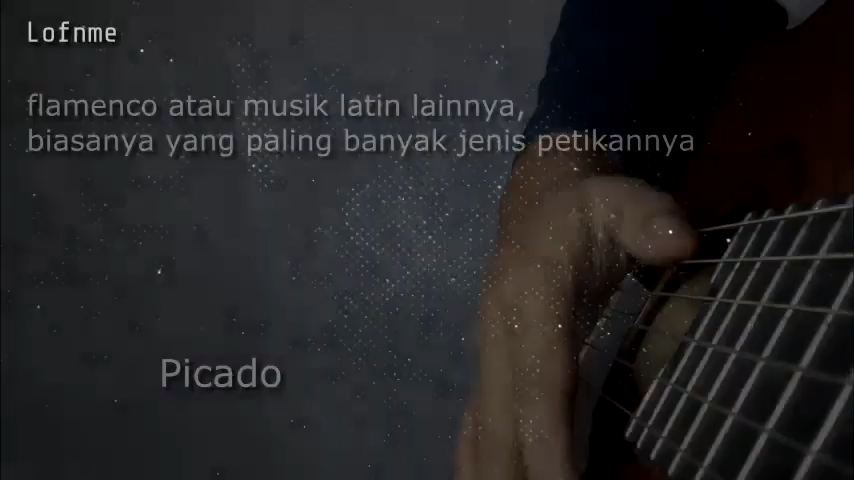 Lofnme
flamenco atau musik latin lainnya,
biasanya yang paling banyak jenis petikannya
Picado